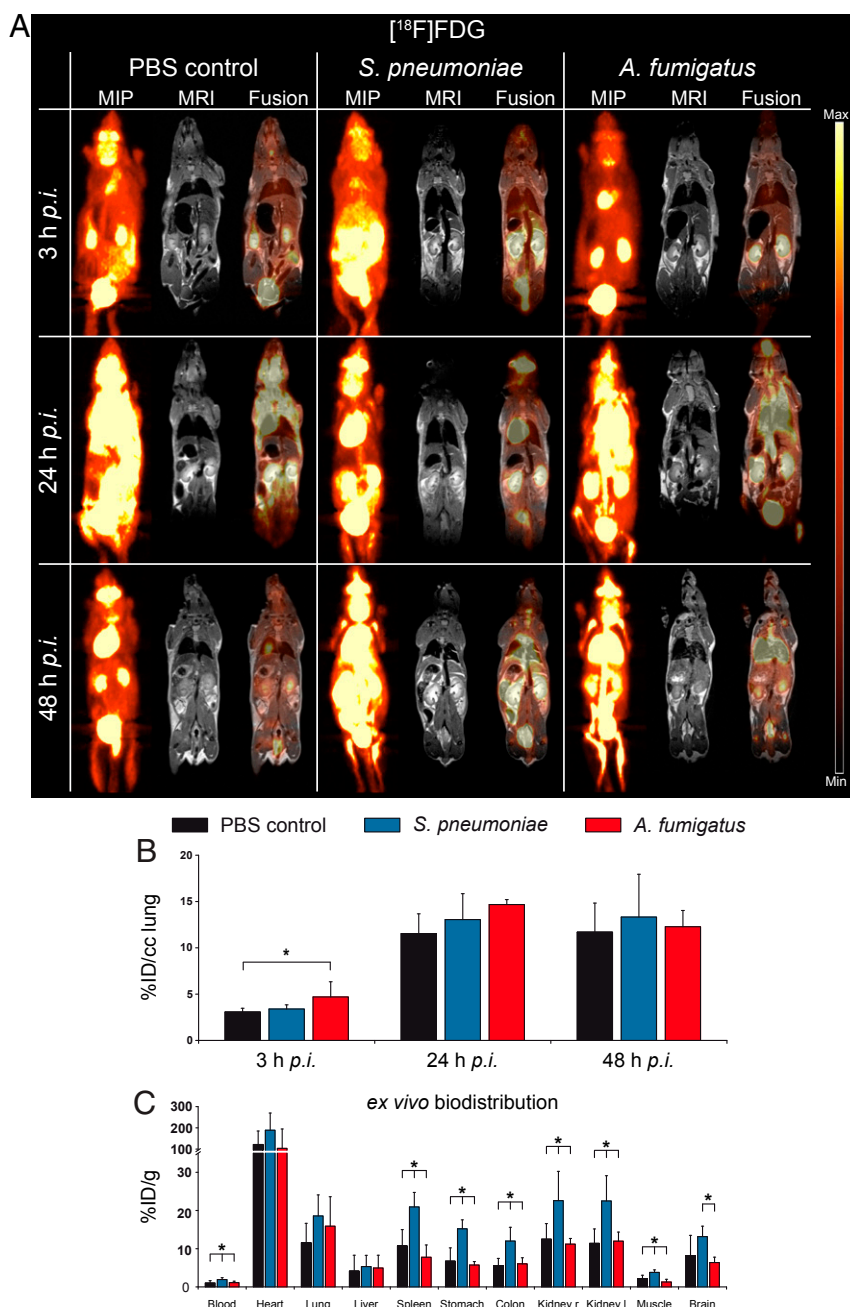 A
[¹⁸F]FDG
PBS control S. pneumoniae A. fumigatus
MIP MRI Fusion MIP MRI Fusion MIP MRI Fusion
Max
3 h p.i.
24 h p.i.
48 h p.i.
Min
PBS control S. pneumoniae A. fumigatus
B
20
15
10
5
0
%ID/cc lung
*
3 h p.i. 24 h p.i. 48 h p.i.
C
ex vivo biodistribution
300
200
100
30
20
10
0
%ID/g
* * * * * * * *
Blood Heart Lung Liver Spleen Stomach Colon Kidney r Kidney l Muscle Brain